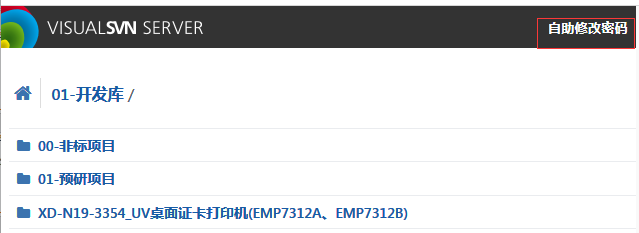 VISUALSVN SERVER
自助修改密码
01-开发库 /
00-非标项目
01-预研项目
XD-N19-3354_UV桌面证卡打印机(EMP7312A、EMP7312B)